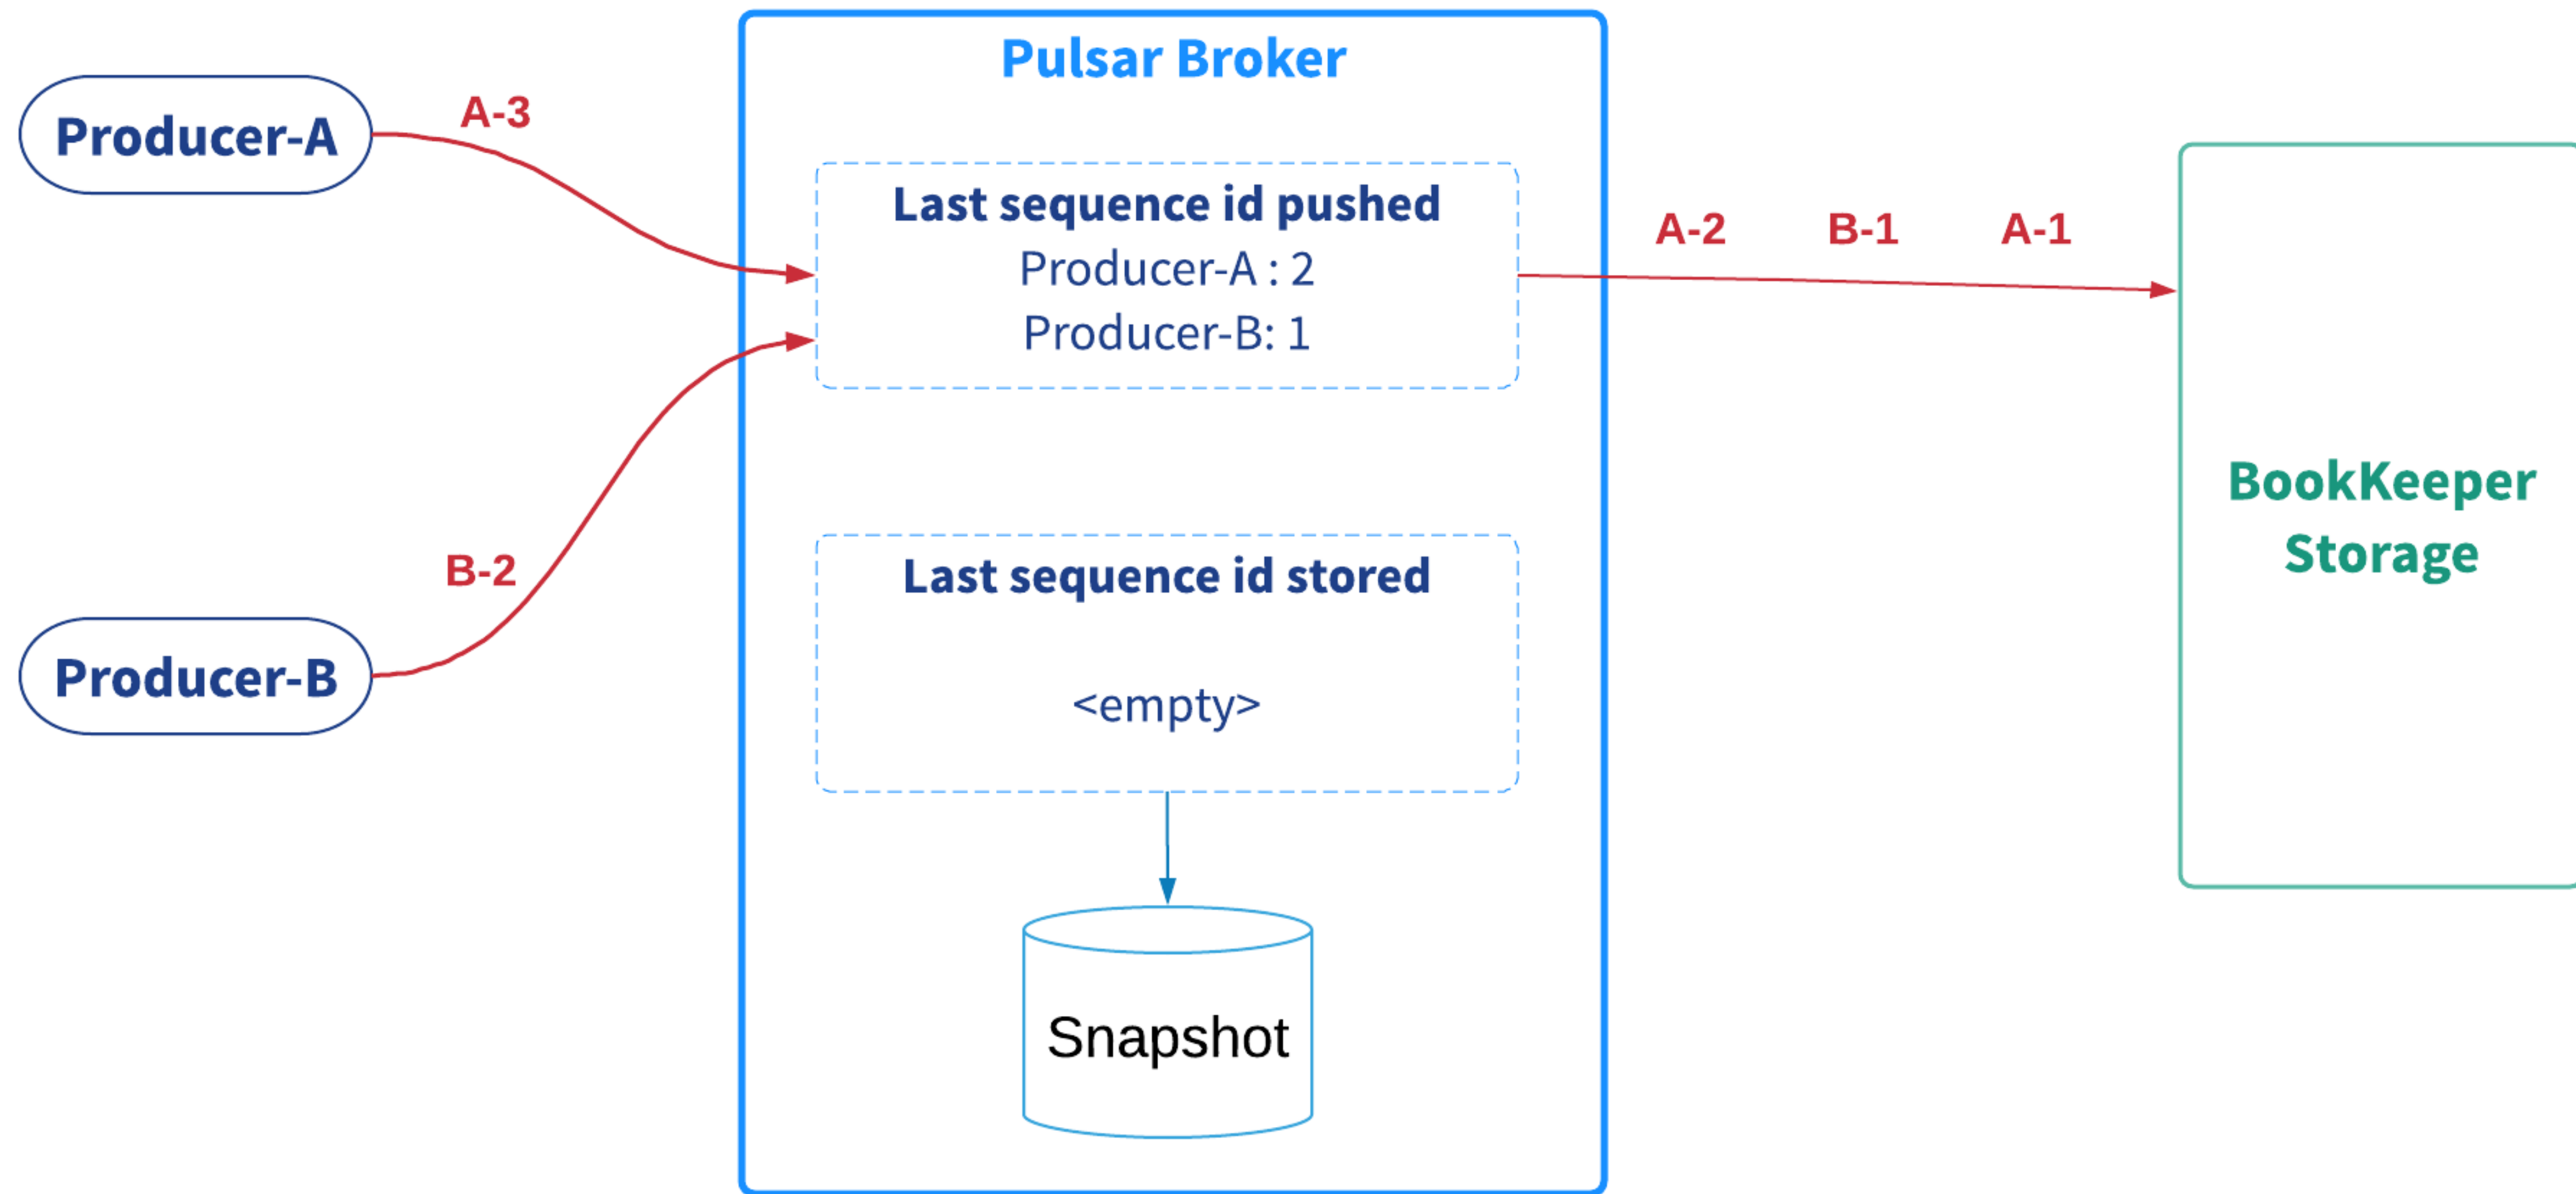 Pulsar Broker
Producer-A
A-3
Last sequence id pushed
Producer-A : 2
Producer-B: 1
A-2 B-1 A-1
B-2
Producer-B
Last sequence id stored
<empty>
Snapshot
BookKeeper
Storage